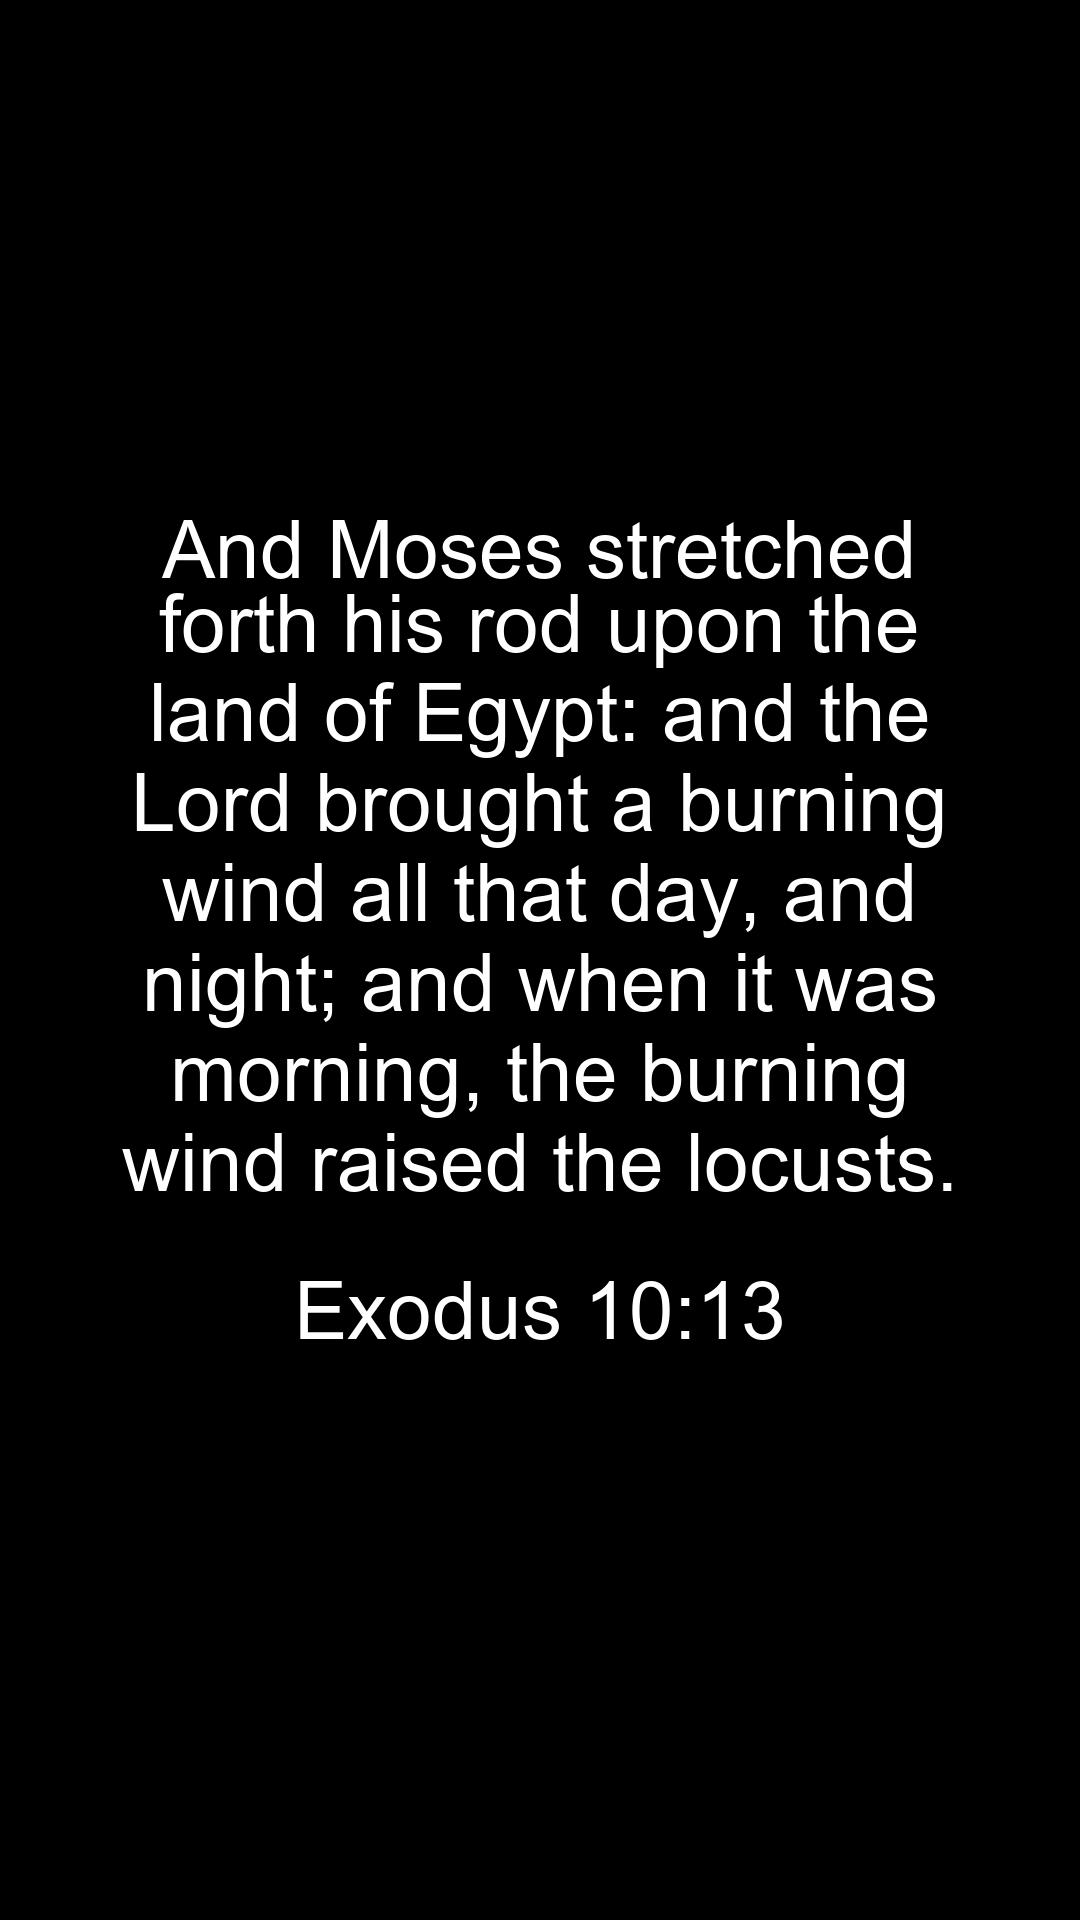 And Moses stretched
forth his rod upon the
land of Egypt: and the
Lord brought a burning
wind all that day, and
night; and when it was
morning, the burning
wind raised the locusts.
Exodus 10:13